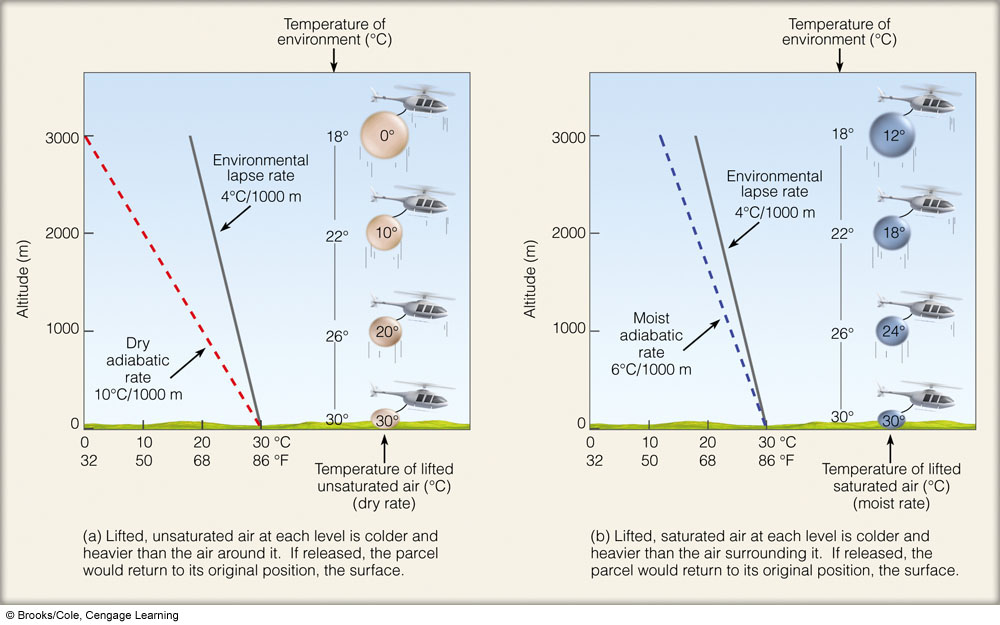 Temperature of
environment (°C)
3000
2000
1000
0
Altitude (m)
Environmental
lapse rate
4°C/1000 m
Dry
adiabatic
rate
10°C/1000 m
18°
22°
26°
30°
0°
10°
20°
30°
0 10 20 30 °C
32 50 68 86 °F
Temperature of lifted
unsaturated air (°C)
(dry rate)
(a) Lifted, unsaturated air at each level is colder and
heavier than the air around it. If released, the parcel
would return to its original position, the surface.
Temperature of
environment (°C)
3000
2000
1000
0
Altitude (m)
Environmental
lapse rate
4°C/1000 m
Moist
adiabatic
rate
6°C/1000 m
18°
22°
26°
30°
12°
18°
24°
30°
0 10 20 30 °C
32 50 68 86 °F
Temperature of lifted
saturated air (°C)
(moist rate)
(b) Lifted, saturated air at each level is colder and
heavier than the air surrounding it. If released, the
parcel would return to its original position, the surface.
© Brooks/Cole, Cengage Learning